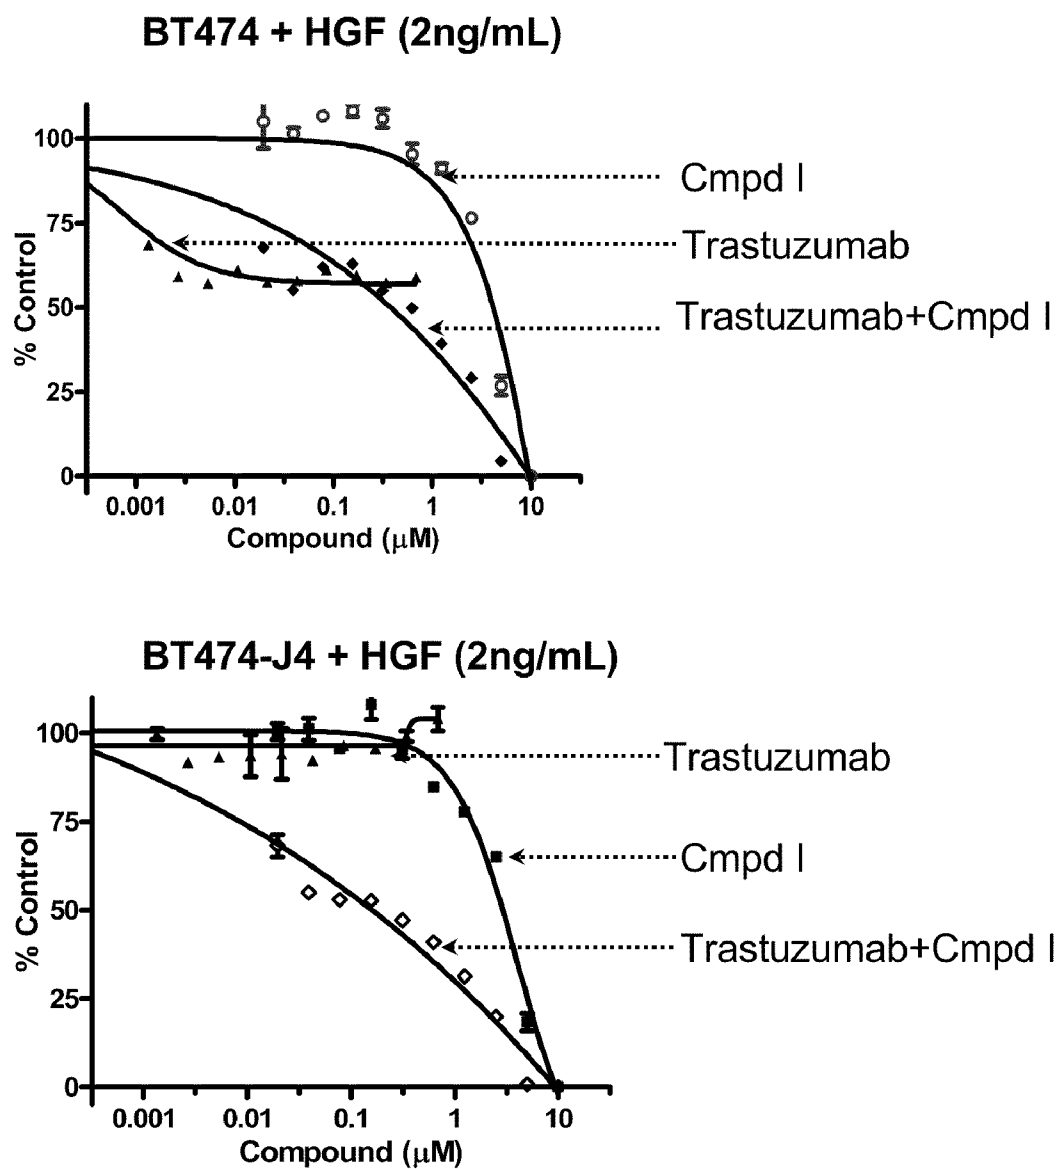 BT474 + HGF (2ng/mL)
100
75
50
25
0
% Control
0.001 0.01 0.1 1 10
Compound (μM)
Cmpd I
Trastuzumab
Trastuzumab+Cmpd I
BT474-J4 + HGF (2ng/mL)
100
75
50
25
0
% Control
0.001 0.01 0.1 1 10
Compound (μM)
Trastuzumab
Cmpd I
Trastuzumab+Cmpd I